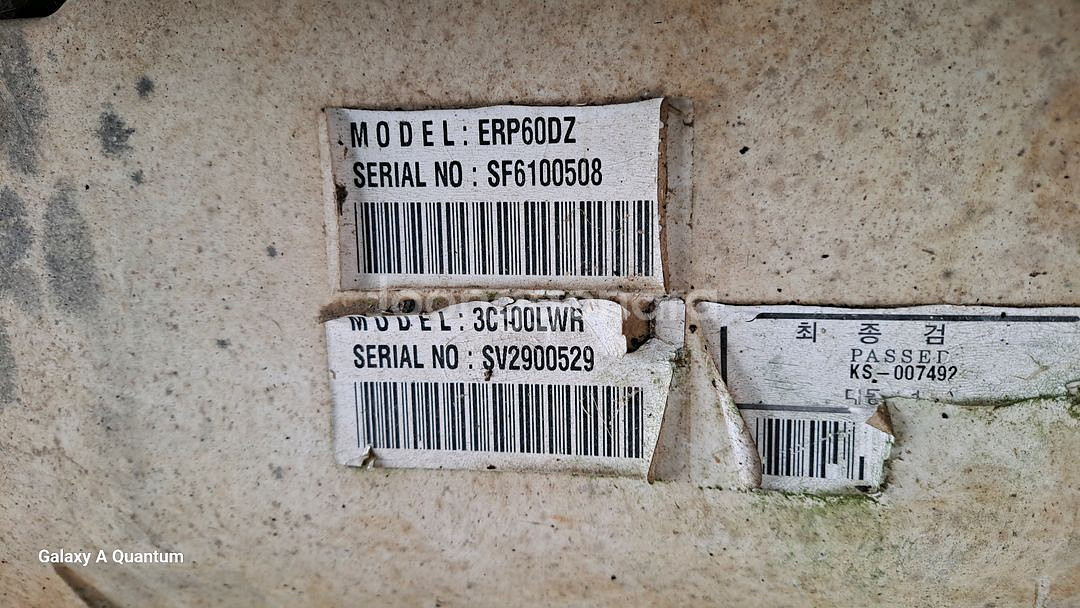 MODEL: ERP60DZ
SERIAL NO : SF6100508
MODEL : 3C100LWR
SERIAL NO : SV2900529
최 종 검
PASSED
KS-007492
Galaxy A Quantum